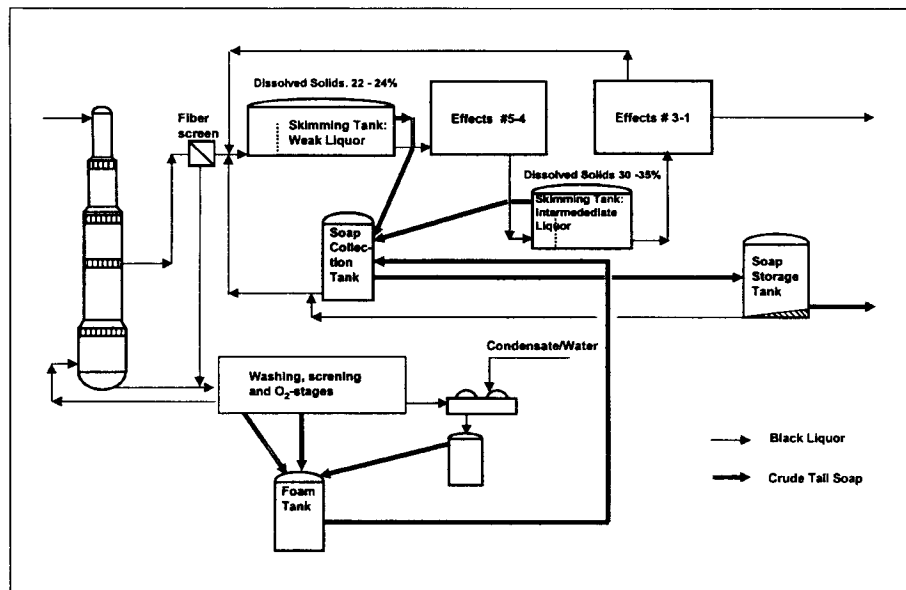 Dissolved Solids. 22 - 24%
Fiber
screen
Skimming Tank:
Weak Liquor
Effects #5-4
Effects # 3-1
Dissolved Solids 30 -35%
Skimming Tank:
Intermededlate
Liquor
Soap
Collec-
tion
Tank
Soap
Storage
Tank
Condensate/Water
Washing, screning
and O₂-stages
Foam
Tank
Black Liquor
Crude Tall Soap